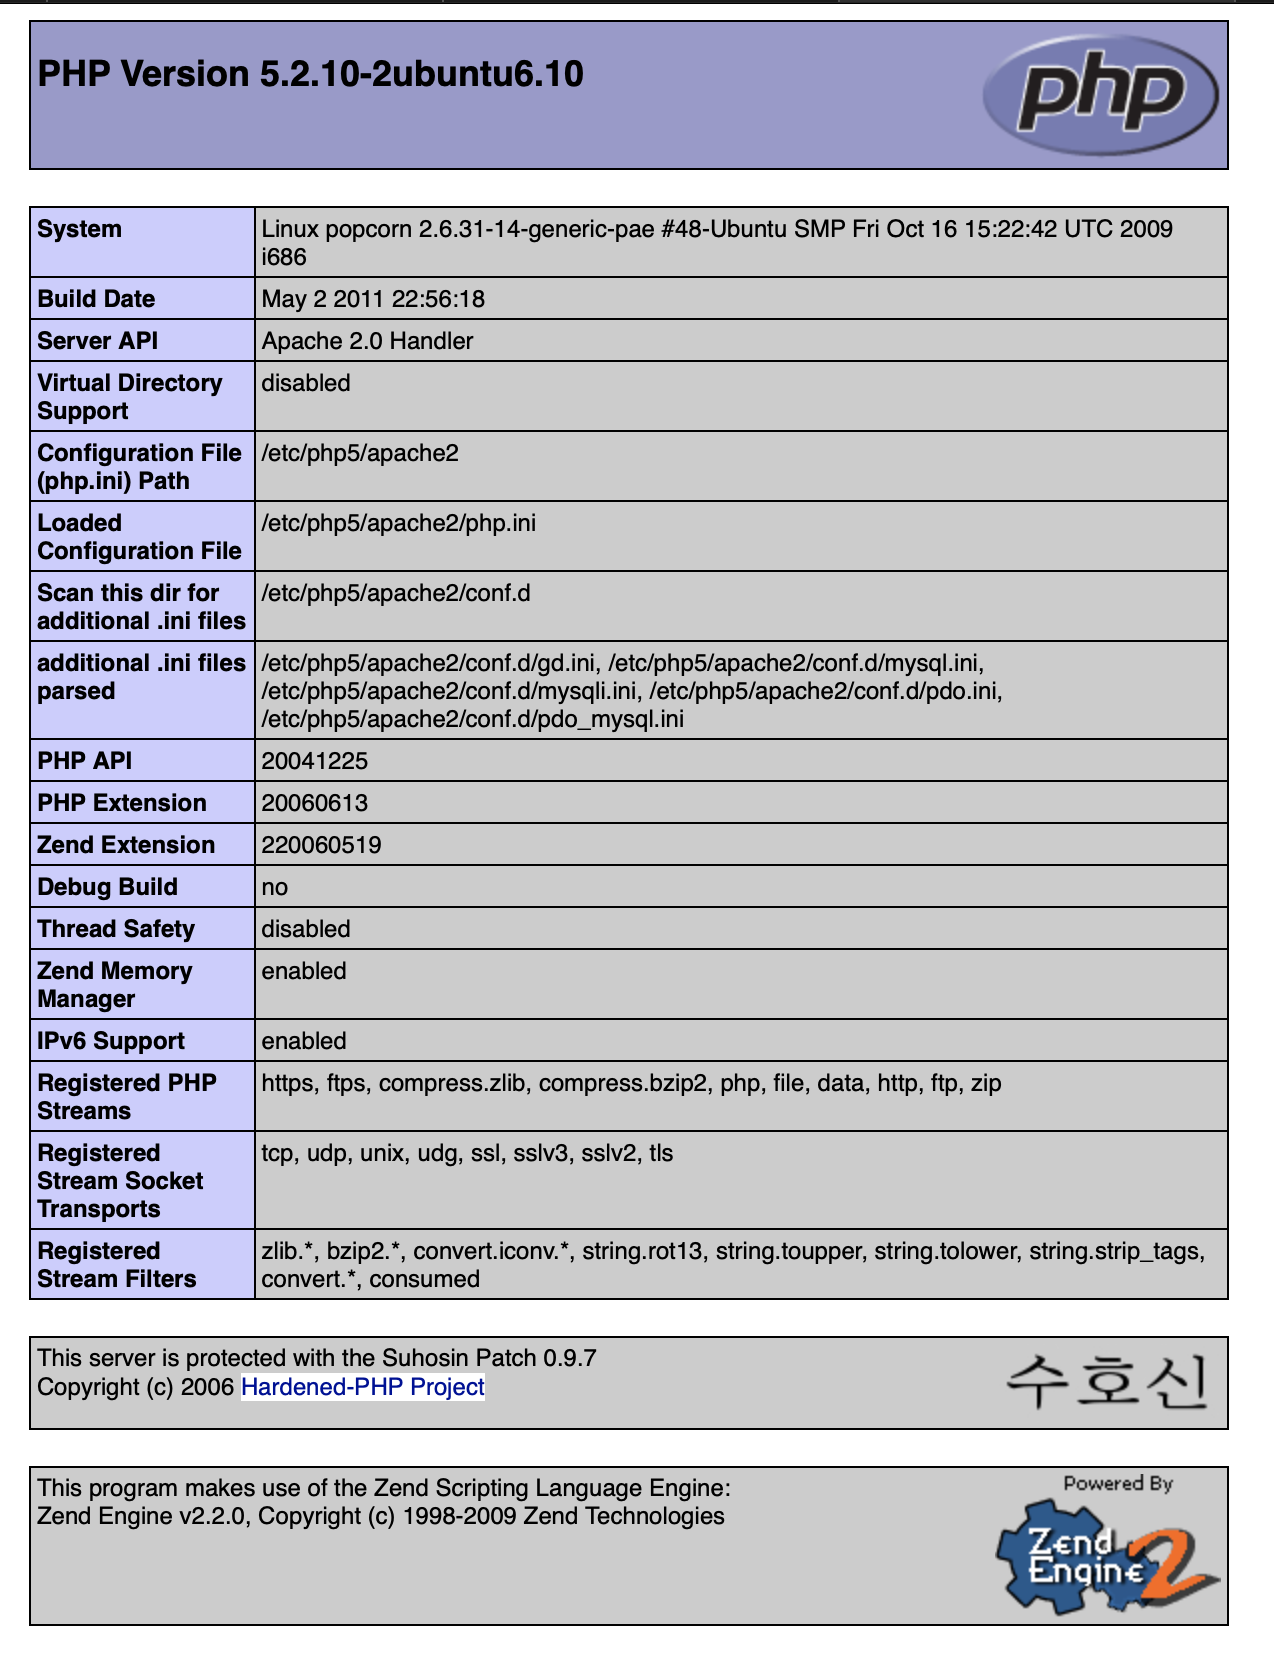 PHP Version 5.2.10-2ubuntu6.10
php
System
Linux popcorn 2.6.31-14-generic-pae #48-Ubuntu SMP Fri Oct 16 15:22:42 UTC 2009
i686
Build Date
May 2 2011 22:56:18
Server API
Apache 2.0 Handler
Virtual Directory
Support
disabled
Configuration File
(php.ini) Path
/etc/php5/apache2
Loaded
Configuration File
/etc/php5/apache2/php.ini
Scan this dir for
additional .ini files
/etc/php5/apache2/conf.d
additional .ini files
parsed
/etc/php5/apache2/conf.d/gd.ini, /etc/php5/apache2/conf.d/mysql.ini,
/etc/php5/apache2/conf.d/mysqli.ini, /etc/php5/apache2/conf.d/pdo.ini,
/etc/php5/apache2/conf.d/pdo_mysql.ini
PHP API
20041225
PHP Extension
20060613
Zend Extension
220060519
Debug Build
no
Thread Safety
disabled
Zend Memory
Manager
enabled
IPv6 Support
enabled
Registered PHP
Streams
https, ftps, compress.zlib, compress.bzip2, php, file, data, http, ftp, zip
Registered
Stream Socket
Transports
tcp, udp, unix, udg, ssl, sslv3, sslv2, tls
Registered
Stream Filters
zlib.*, bzip2.*, convert.iconv.*, string.rot13, string.toupper, string.tolower, string.strip_tags,
convert.*, consumed
This server is protected with the Suhosin Patch 0.9.7
Copyright (c) 2006 Hardened-PHP Project
수호신
This program makes use of the Zend Scripting Language Engine:
Zend Engine v2.2.0, Copyright (c) 1998-2009 Zend Technologies
Powered By
Zend
Engine 2